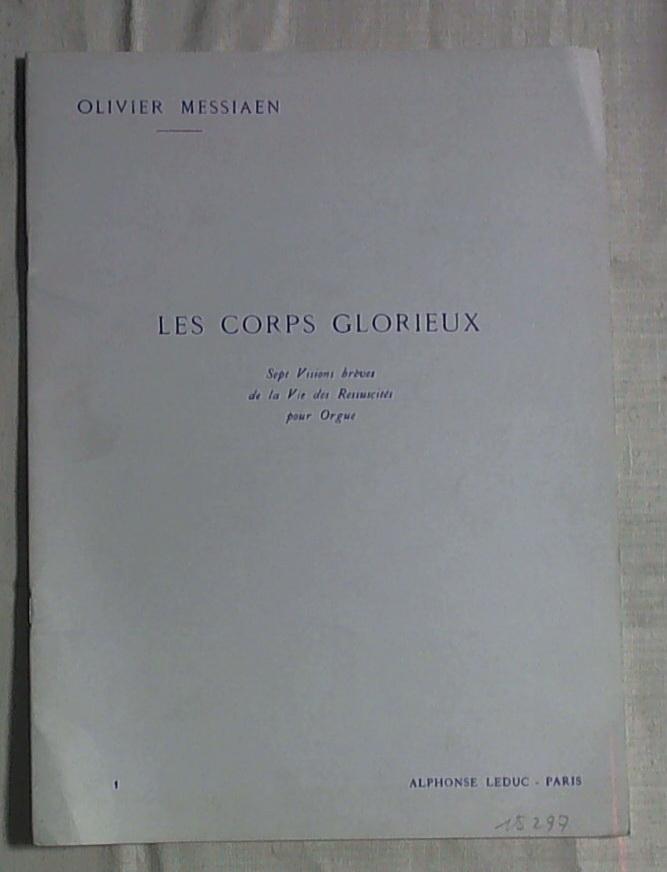 OLIVIER MESSIAEN
LES CORPS GLORIEUX
Sept Visions brèves
de la Vie des Ressuscités
pour Orgue
1
ALPHONSE LEDUC - PARIS
15297